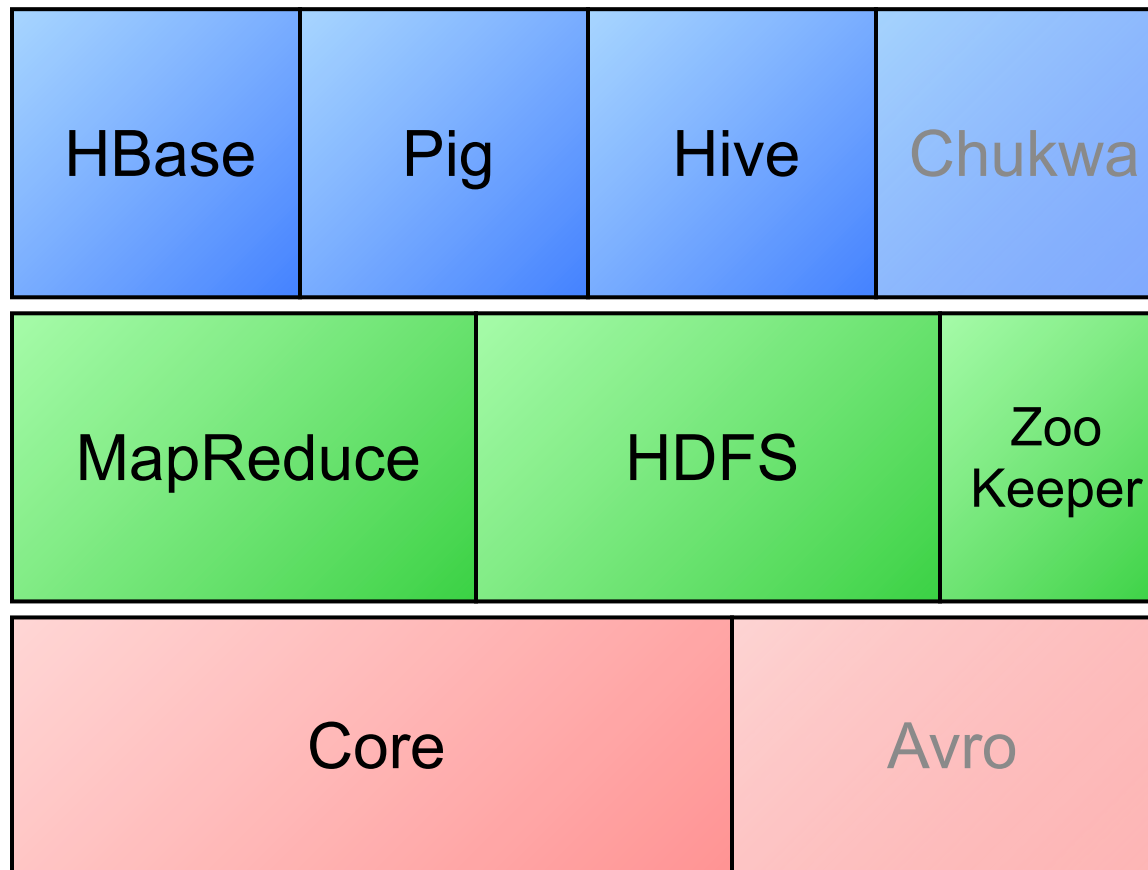 HBase
Pig
Hive
Chukwa
MapReduce
HDFS
Zoo
Keeper
Core
Avro